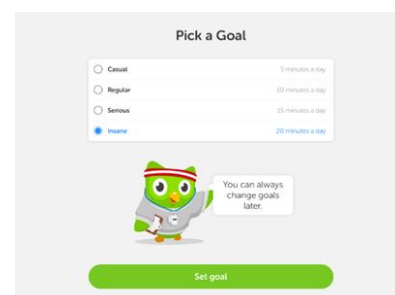 Pick a Goal
Casual 5 minutes a day
Regular 10 minutes a day
Serious 15 minutes a day
Insane 20 minutes a day
You can always
change goals
later.
Set goal